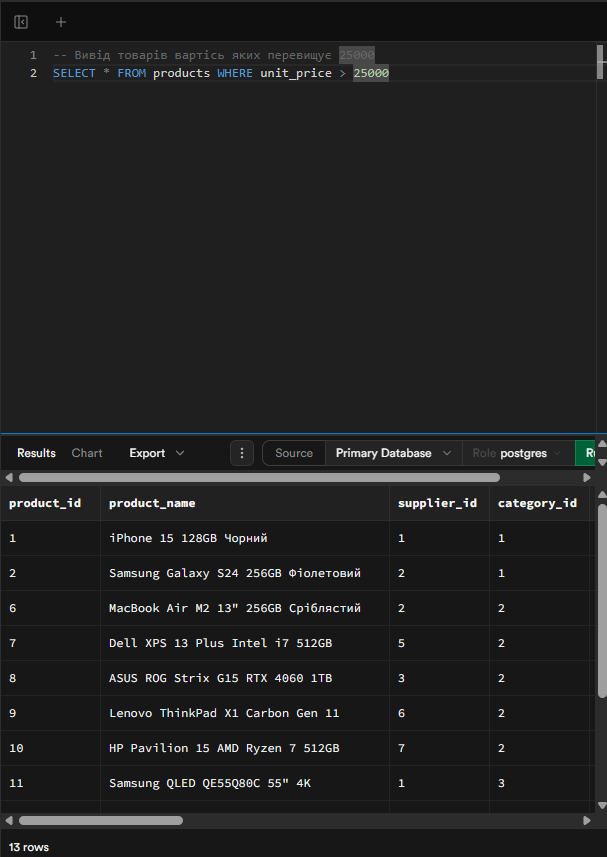 1 -- Вивід товарів вартісь яких перевищує 25000
2 SELECT * FROM products WHERE unit_price > 25000
Results Chart Export Source Primary Database Role postgres
product_id product_name supplier_id category_id
1 iPhone 15 128GB Чорний 1 1
2 Samsung Galaxy S24 256GB Фіолетовий 2 1
6 MacBook Air M2 13" 256GB Сріблястий 2 2
7 Dell XPS 13 Plus Intel i7 512GB 5 2
8 ASUS ROG Strix G15 RTX 4060 1TB 3 2
9 Lenovo ThinkPad X1 Carbon Gen 11 6 2
10 HP Pavilion 15 AMD Ryzen 7 512GB 7 2
11 Samsung QLED QE55Q80C 55" 4K 1 3
13 rows